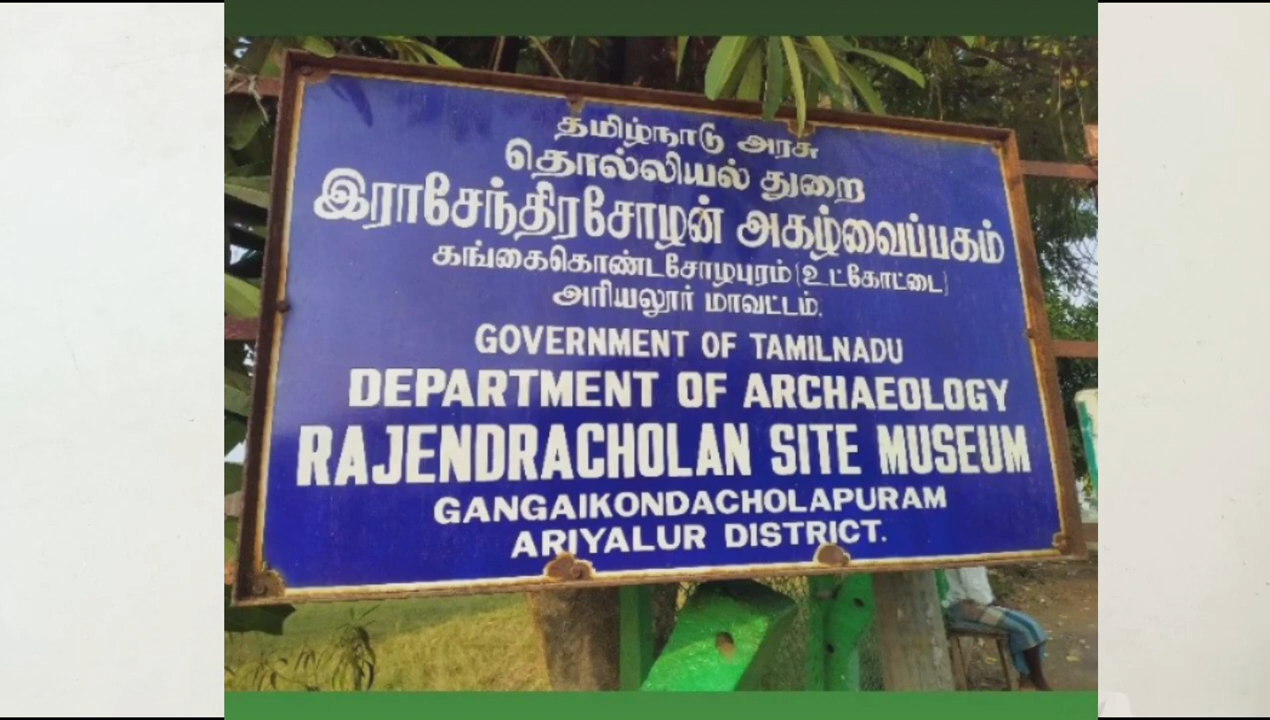 தமிழ்நாடு அரசு
தொல்லியல் துறை
இராசேந்திரசோழன் அகழ்வைப்பகம்
கங்கைகொண்டசோழபுரம் (உட்கோட்டை)
அரியலூர் மாவட்டம்.
GOVERNMENT OF TAMILNADU
DEPARTMENT OF ARCHAEOLOGY
RAJENDRACHOLAN SITE MUSEUM
GANGAIKONDACHOLAPURAM
ARIYALUR DISTRICT.